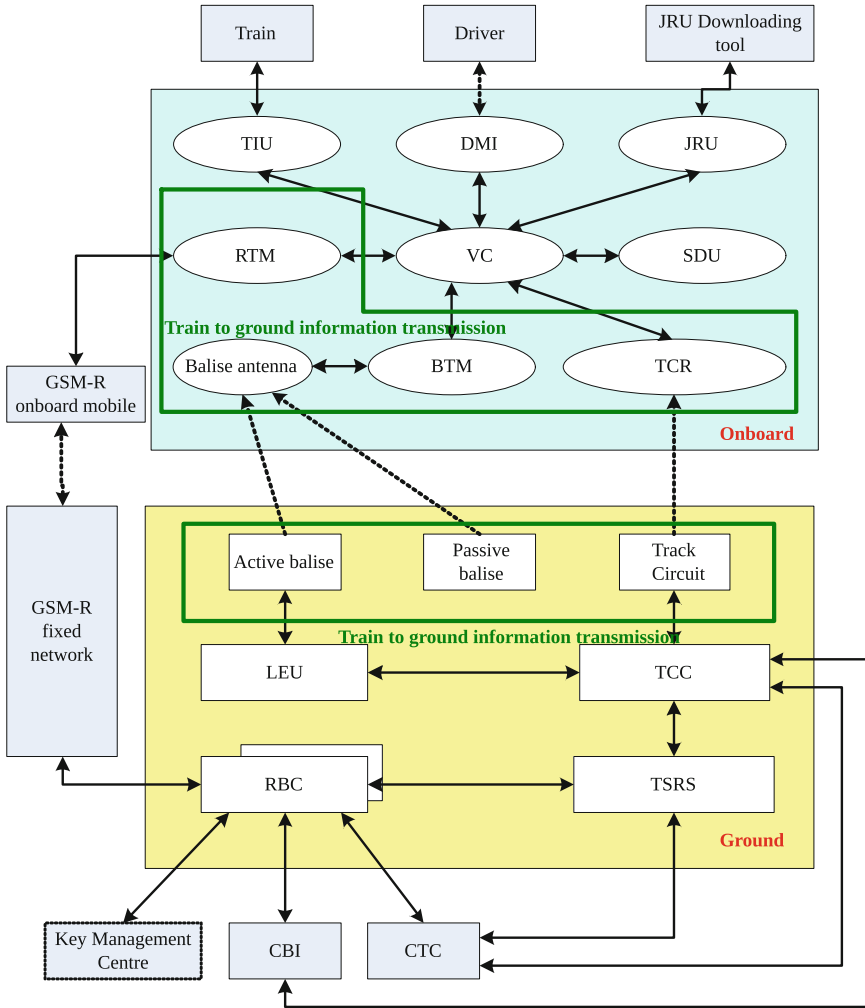 Train
Driver
JRU Downloading
tool
TIU
DMI
JRU
RTM
VC
SDU
Train to ground information transmission
Balise antenna
BTM
TCR
GSM-R
onboard mobile
Onboard
Active balise
Passive
balise
Track
Circuit
GSM-R
fixed
network
Train to ground information transmission
LEU
TCC
RBC
TSRS
Ground
Key Management
Centre
CBI
CTC